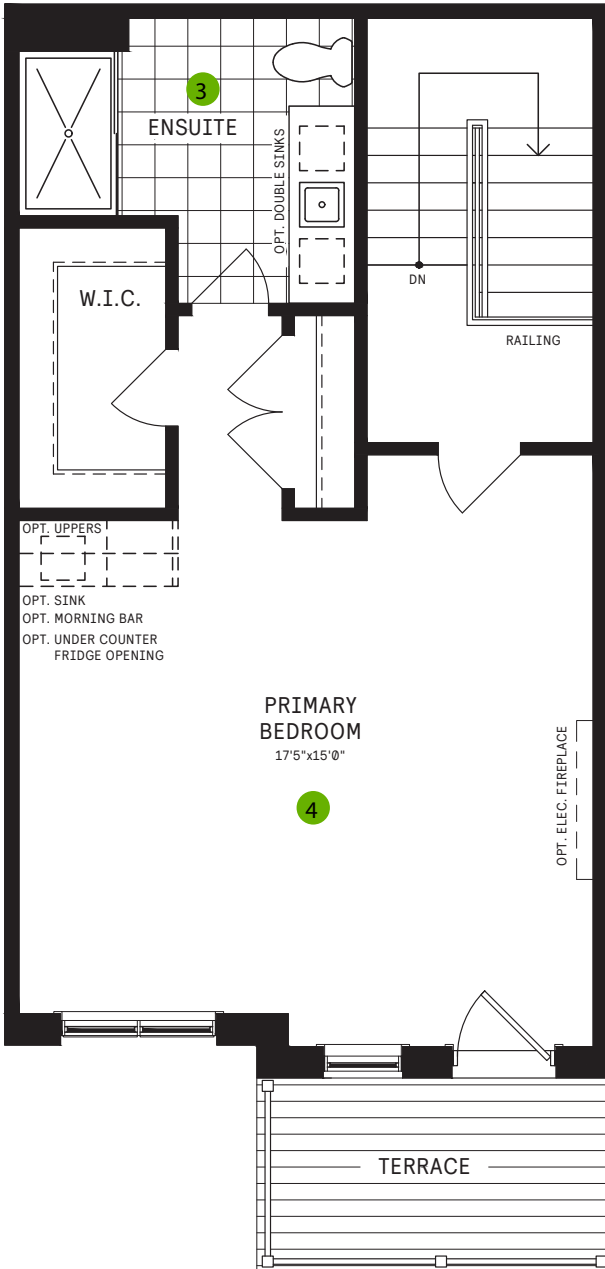 3
ENSUITE
OPT. DOUBLE SINKS
W.I.C.
DN
RAILING
OPT. UPPERS
OPT. SINK
OPT. MORNING BAR
OPT. UNDER COUNTER
FRIDGE OPENING
PRIMARY
BEDROOM
17'5"x15'0"
4
OPT. ELEC. FIREPLACE
TERRACE